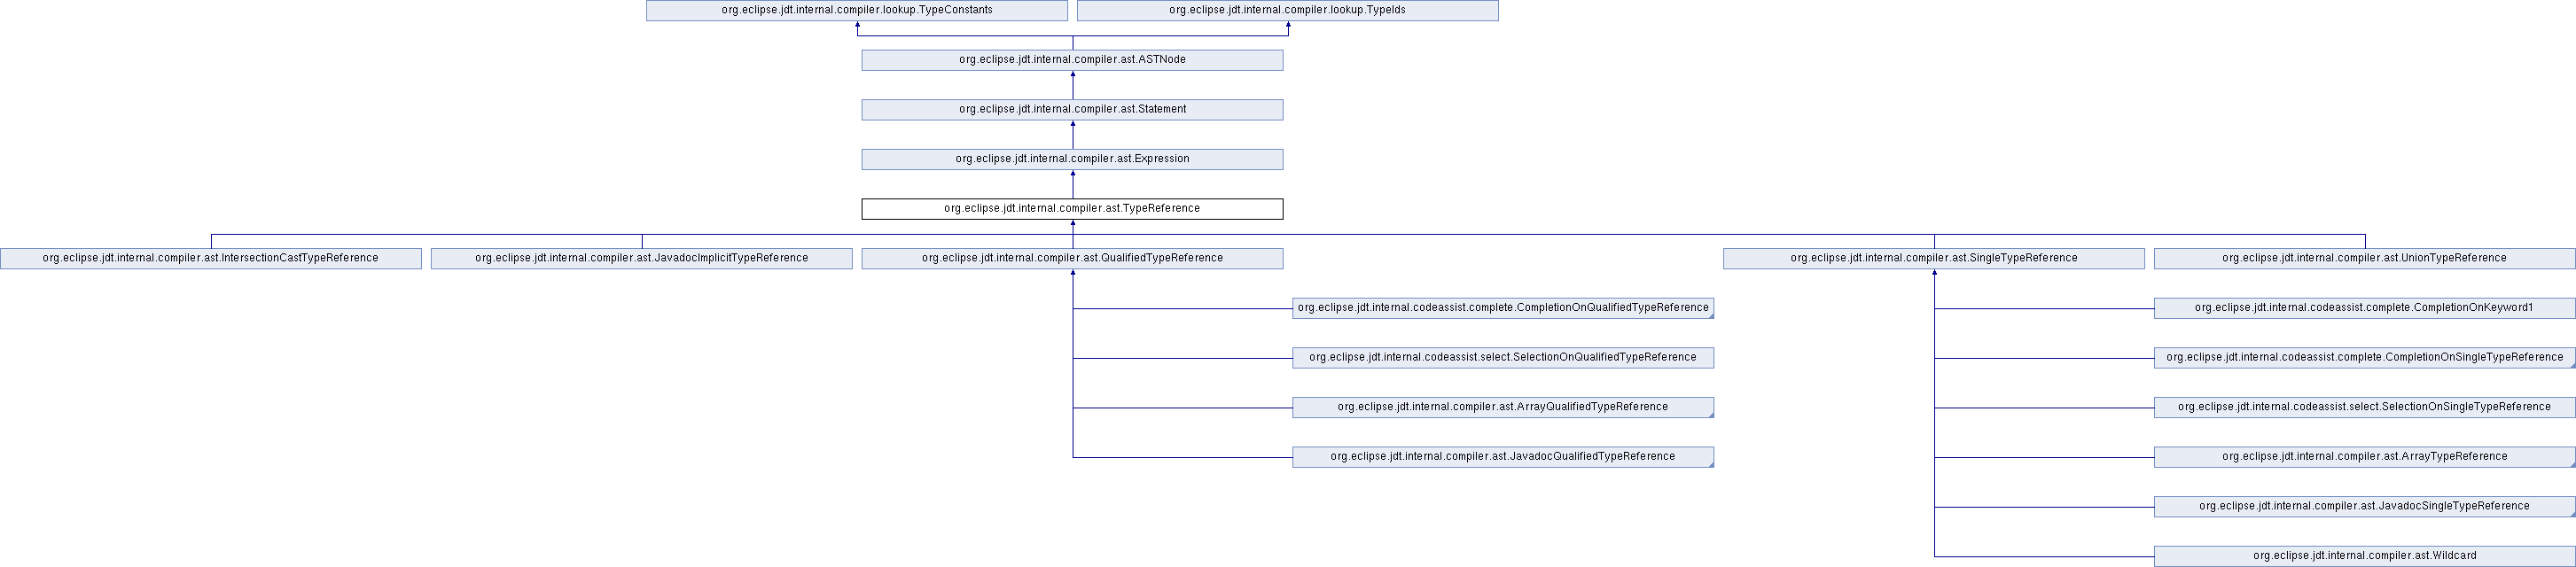 org.eclipse.jdt.internal.compiler.lookup.TypeConstants
org.eclipse.jdt.internal.compiler.lookup.TypeIds
org.eclipse.jdt.internal.compiler.ast.ASTNode
org.eclipse.jdt.internal.compiler.ast.Statement
org.eclipse.jdt.internal.compiler.ast.Expression
org.eclipse.jdt.internal.compiler.ast.TypeReference
org.eclipse.jdt.internal.compiler.ast.IntersectionCastTypeReference
org.eclipse.jdt.internal.compiler.ast.JavadocImplicitTypeReference
org.eclipse.jdt.internal.compiler.ast.QualifiedTypeReference
org.eclipse.jdt.internal.compiler.ast.SingleTypeReference
org.eclipse.jdt.internal.compiler.ast.UnionTypeReference
org.eclipse.jdt.internal.codeassist.complete.CompletionOnQualifiedTypeReference
org.eclipse.jdt.internal.codeassist.complete.CompletionOnKeyword1
org.eclipse.jdt.internal.codeassist.select.SelectionOnQualifiedTypeReference
org.eclipse.jdt.internal.codeassist.complete.CompletionOnSingleTypeReference
org.eclipse.jdt.internal.compiler.ast.ArrayQualifiedTypeReference
org.eclipse.jdt.internal.codeassist.select.SelectionOnSingleTypeReference
org.eclipse.jdt.internal.compiler.ast.JavadocQualifiedTypeReference
org.eclipse.jdt.internal.compiler.ast.ArrayTypeReference
org.eclipse.jdt.internal.compiler.ast.JavadocSingleTypeReference
org.eclipse.jdt.internal.compiler.ast.Wildcard